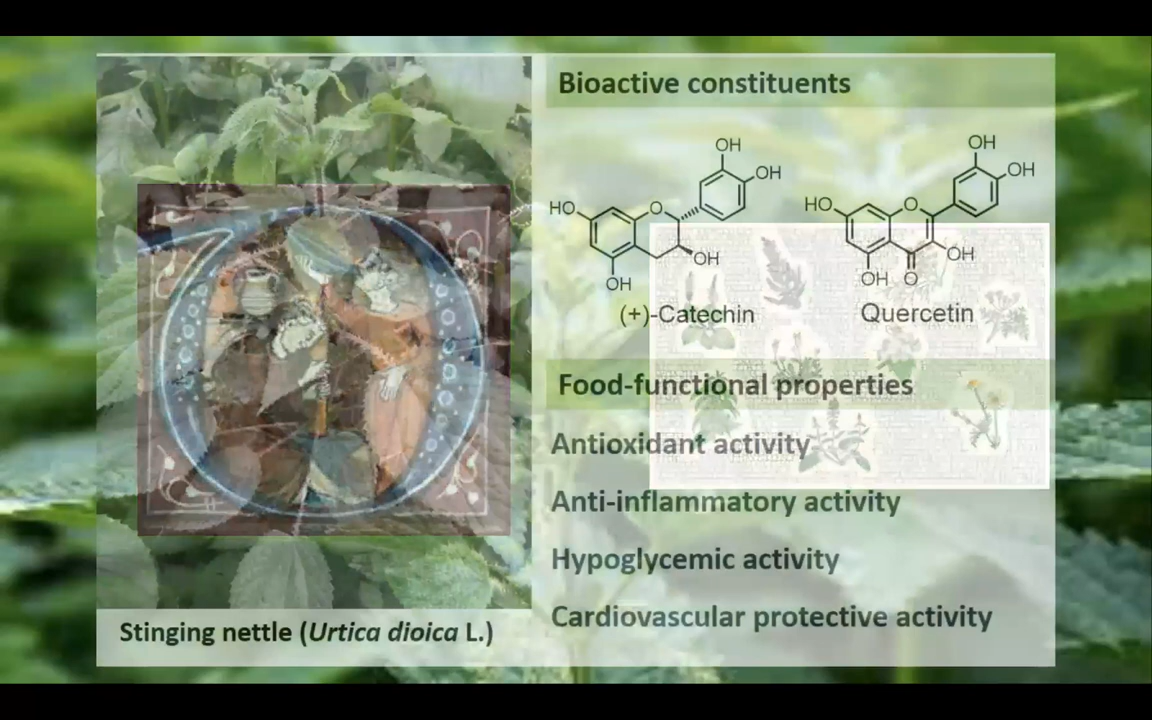 Bioactive constituents
OH
OH
HO
O
OH
OH
(+)-Catechin
OH
OH
HO
O
OH
OH
O
Quercetin
Food-functional properties
Antioxidant activity
Anti-inflammatory activity
Hypoglycemic activity
Cardiovascular protective activity
Stinging nettle (Urtica dioica L.)